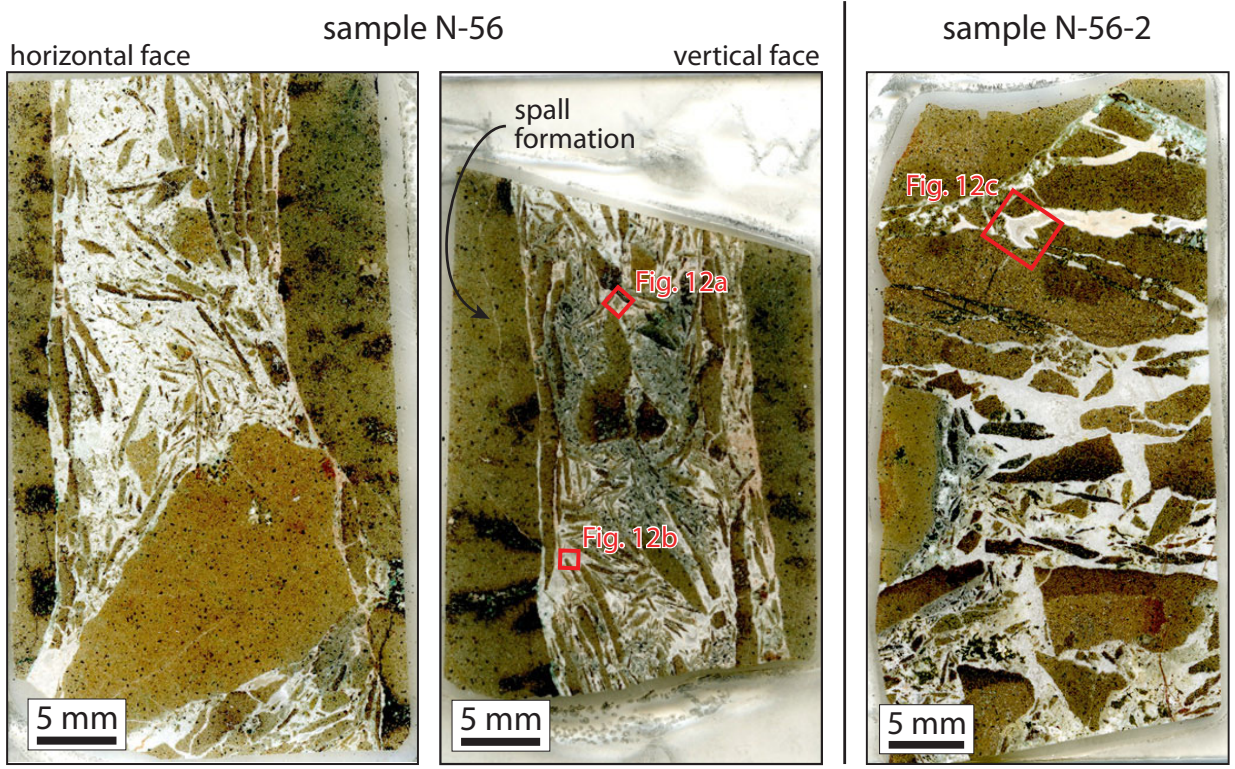 sample N-56
sample N-56-2
horizontal face
vertical face
spall
formation
Fig. 12c
Fig. 12a
Fig. 12b
5 mm
5 mm
5 mm